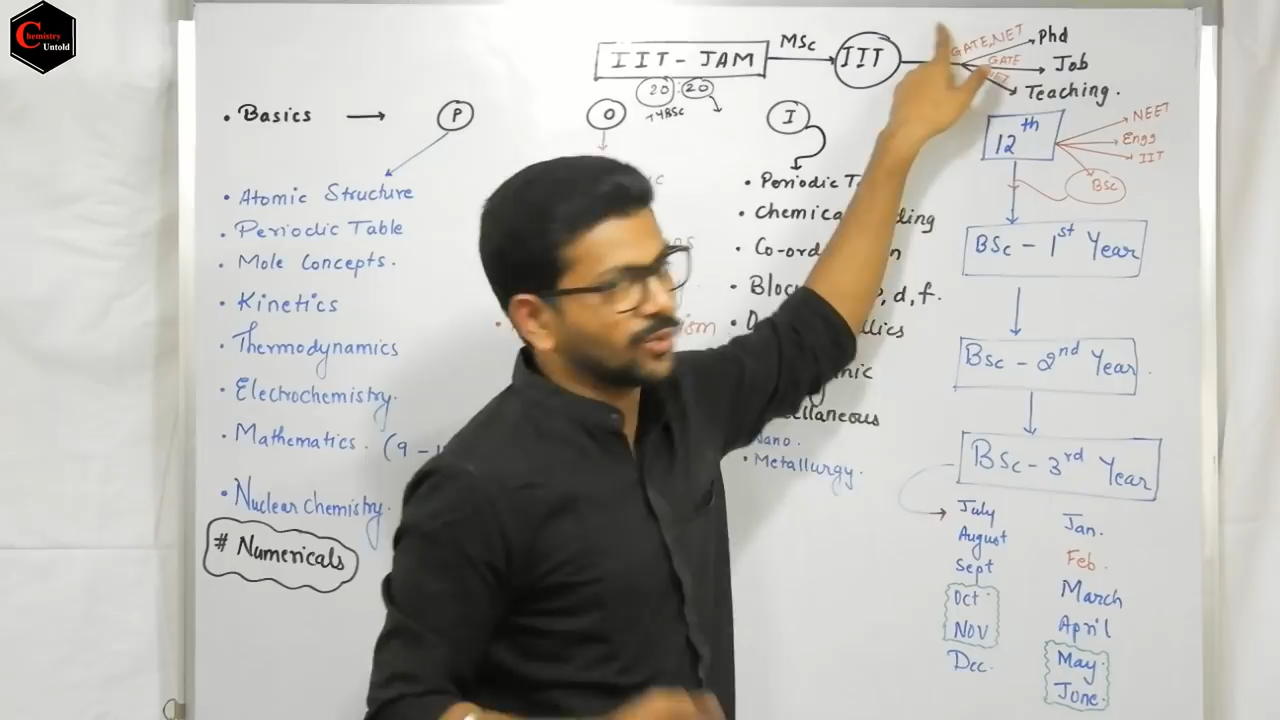 Chemistry
Untold
IIT - JAM
MSc
IIT
GATE, NET
Phd
GATE
Job
NET
Teaching.
20 : 20
TYBSc
• Basics
P
O
I
• Atomic Structure
• Periodic Table
• Mole Concepts.
• Kinetics
• Thermodynamics
• Electrochemistry.
• Mathematics. (9 -
• Nuclear Chemistry.
# Numericals
• Periodic T
• Chemica ding
• Co-ord n
• Bloc , d, f.
llics
nic
cellaneous
Nano.
• Metallurgy.
12th
NEET
Engg
IIT
BSc
BSc - 1st Year
Bsc - 2nd Year.
BSc - 3rd Year
July
August
Sept
Oct
Nov
Dec.
Jan.
Feb.
March
April
May.
June.